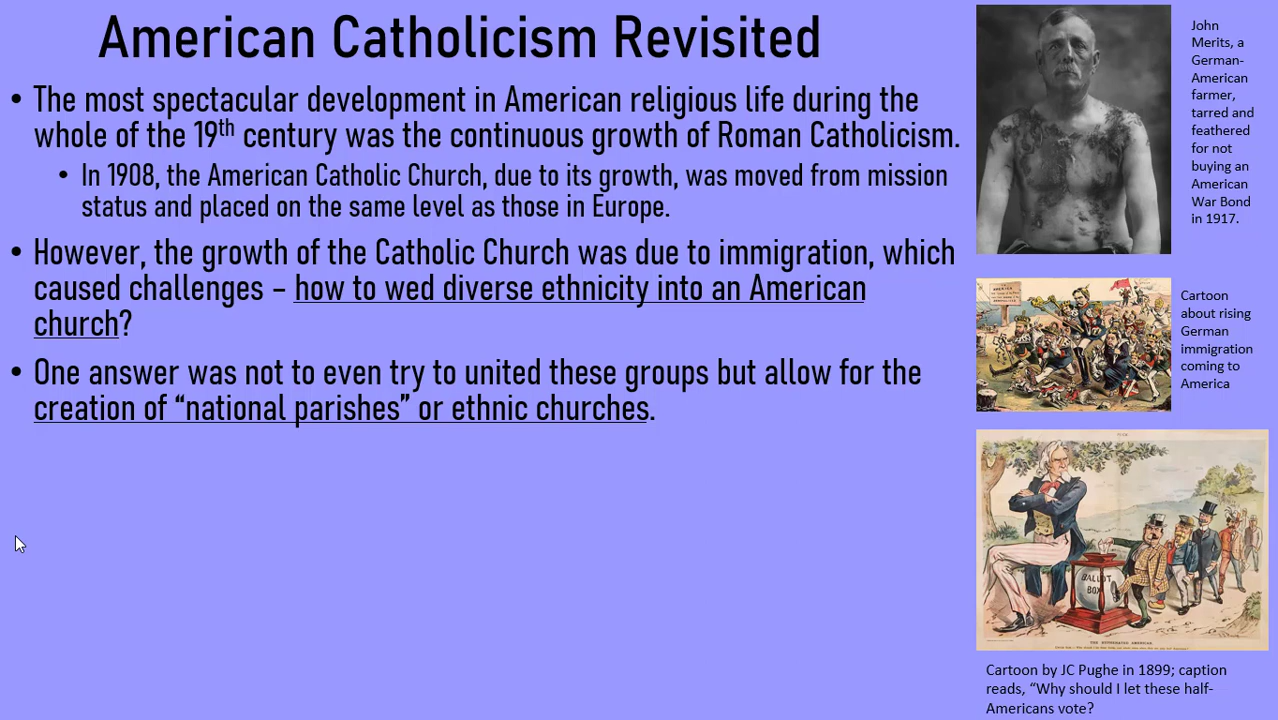 American Catholicism Revisited
• The most spectacular development in American religious life during the
whole of the 19th century was the continuous growth of Roman Catholicism.
• In 1908, the American Catholic Church, due to its growth, was moved from mission
status and placed on the same level as those in Europe.
• However, the growth of the Catholic Church was due to immigration, which
caused challenges – how to wed diverse ethnicity into an American
church?
• One answer was not to even try to united these groups but allow for the
creation of “national parishes” or ethnic churches.
John
Merits, a
German-
American
farmer,
tarred and
feathered
for not
buying an
American
War Bond
in 1917.
Cartoon
about rising
German
immigration
coming to
America
BALLOT
BOX
THE HYPHENATED AMERICAN.
Cartoon by JC Pughe in 1899; caption
reads, “Why should I let these half-
Americans vote?